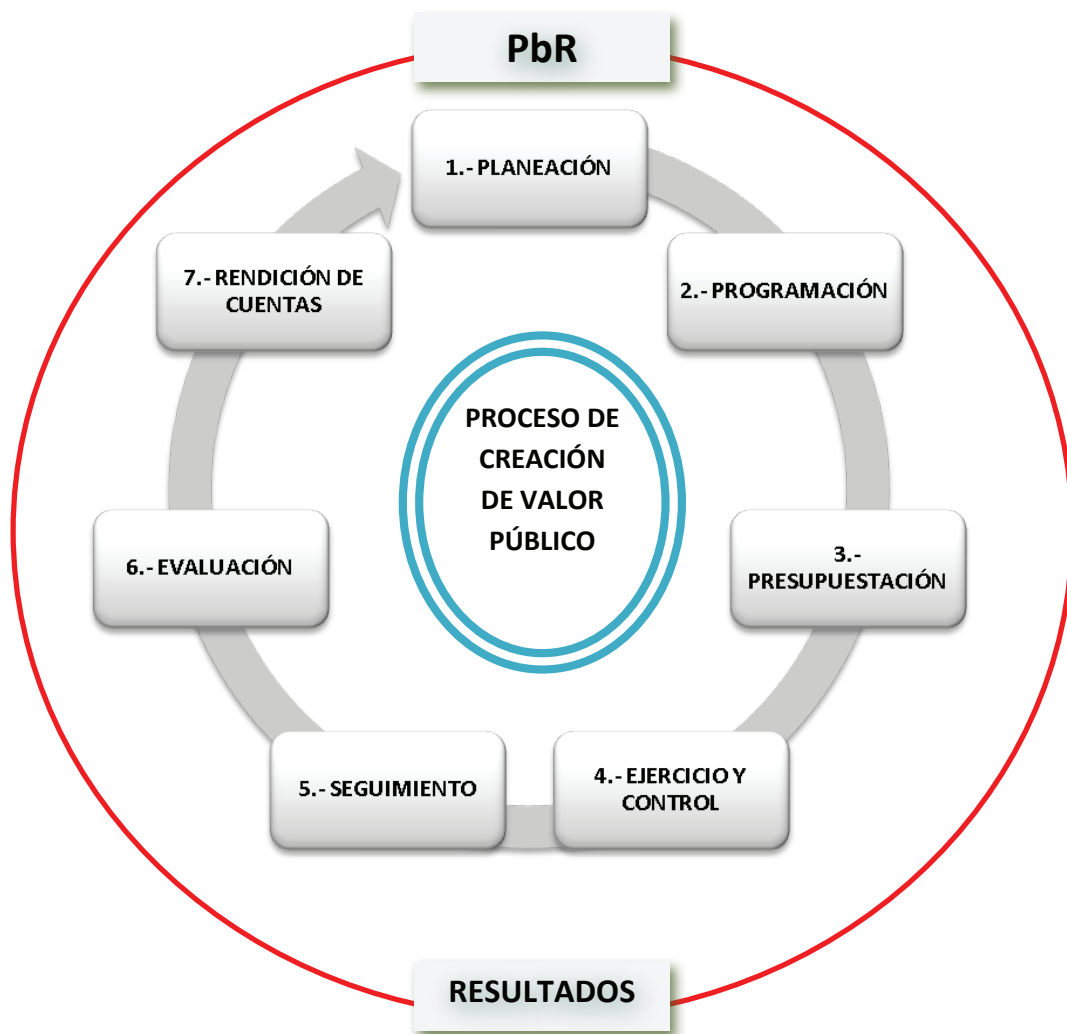 PbR
1.- PLANEACIÓN
2.- PROGRAMACIÓN
3.-
PRESUPUESTACIÓN
4.- EJERCICIO Y
CONTROL
5.- SEGUIMIENTO
6.- EVALUACIÓN
7.- RENDICIÓN DE
CUENTAS
PROCESO DE
CREACIÓN
DE VALOR
PÚBLICO
RESULTADOS